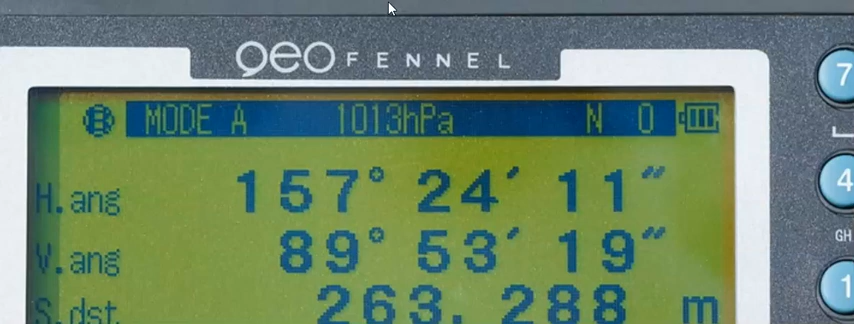 geo FENNEL
MODE A 1013hPa N 0
H.ang 157° 24′ 11″
V.ang 89° 53′ 19″
S.dst 263.288 m
7
4
GH
1